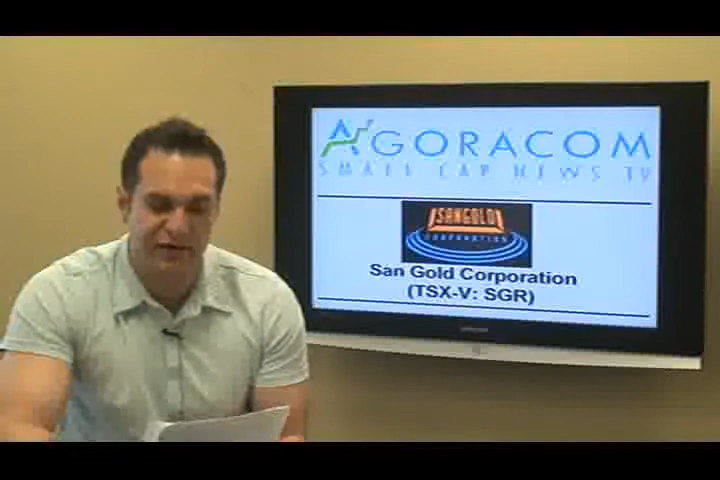 AGORACOM
SMALL CAP NEWS TV
SANGOLD
CORPORATION
San Gold Corporation
(TSX-V: SGR)